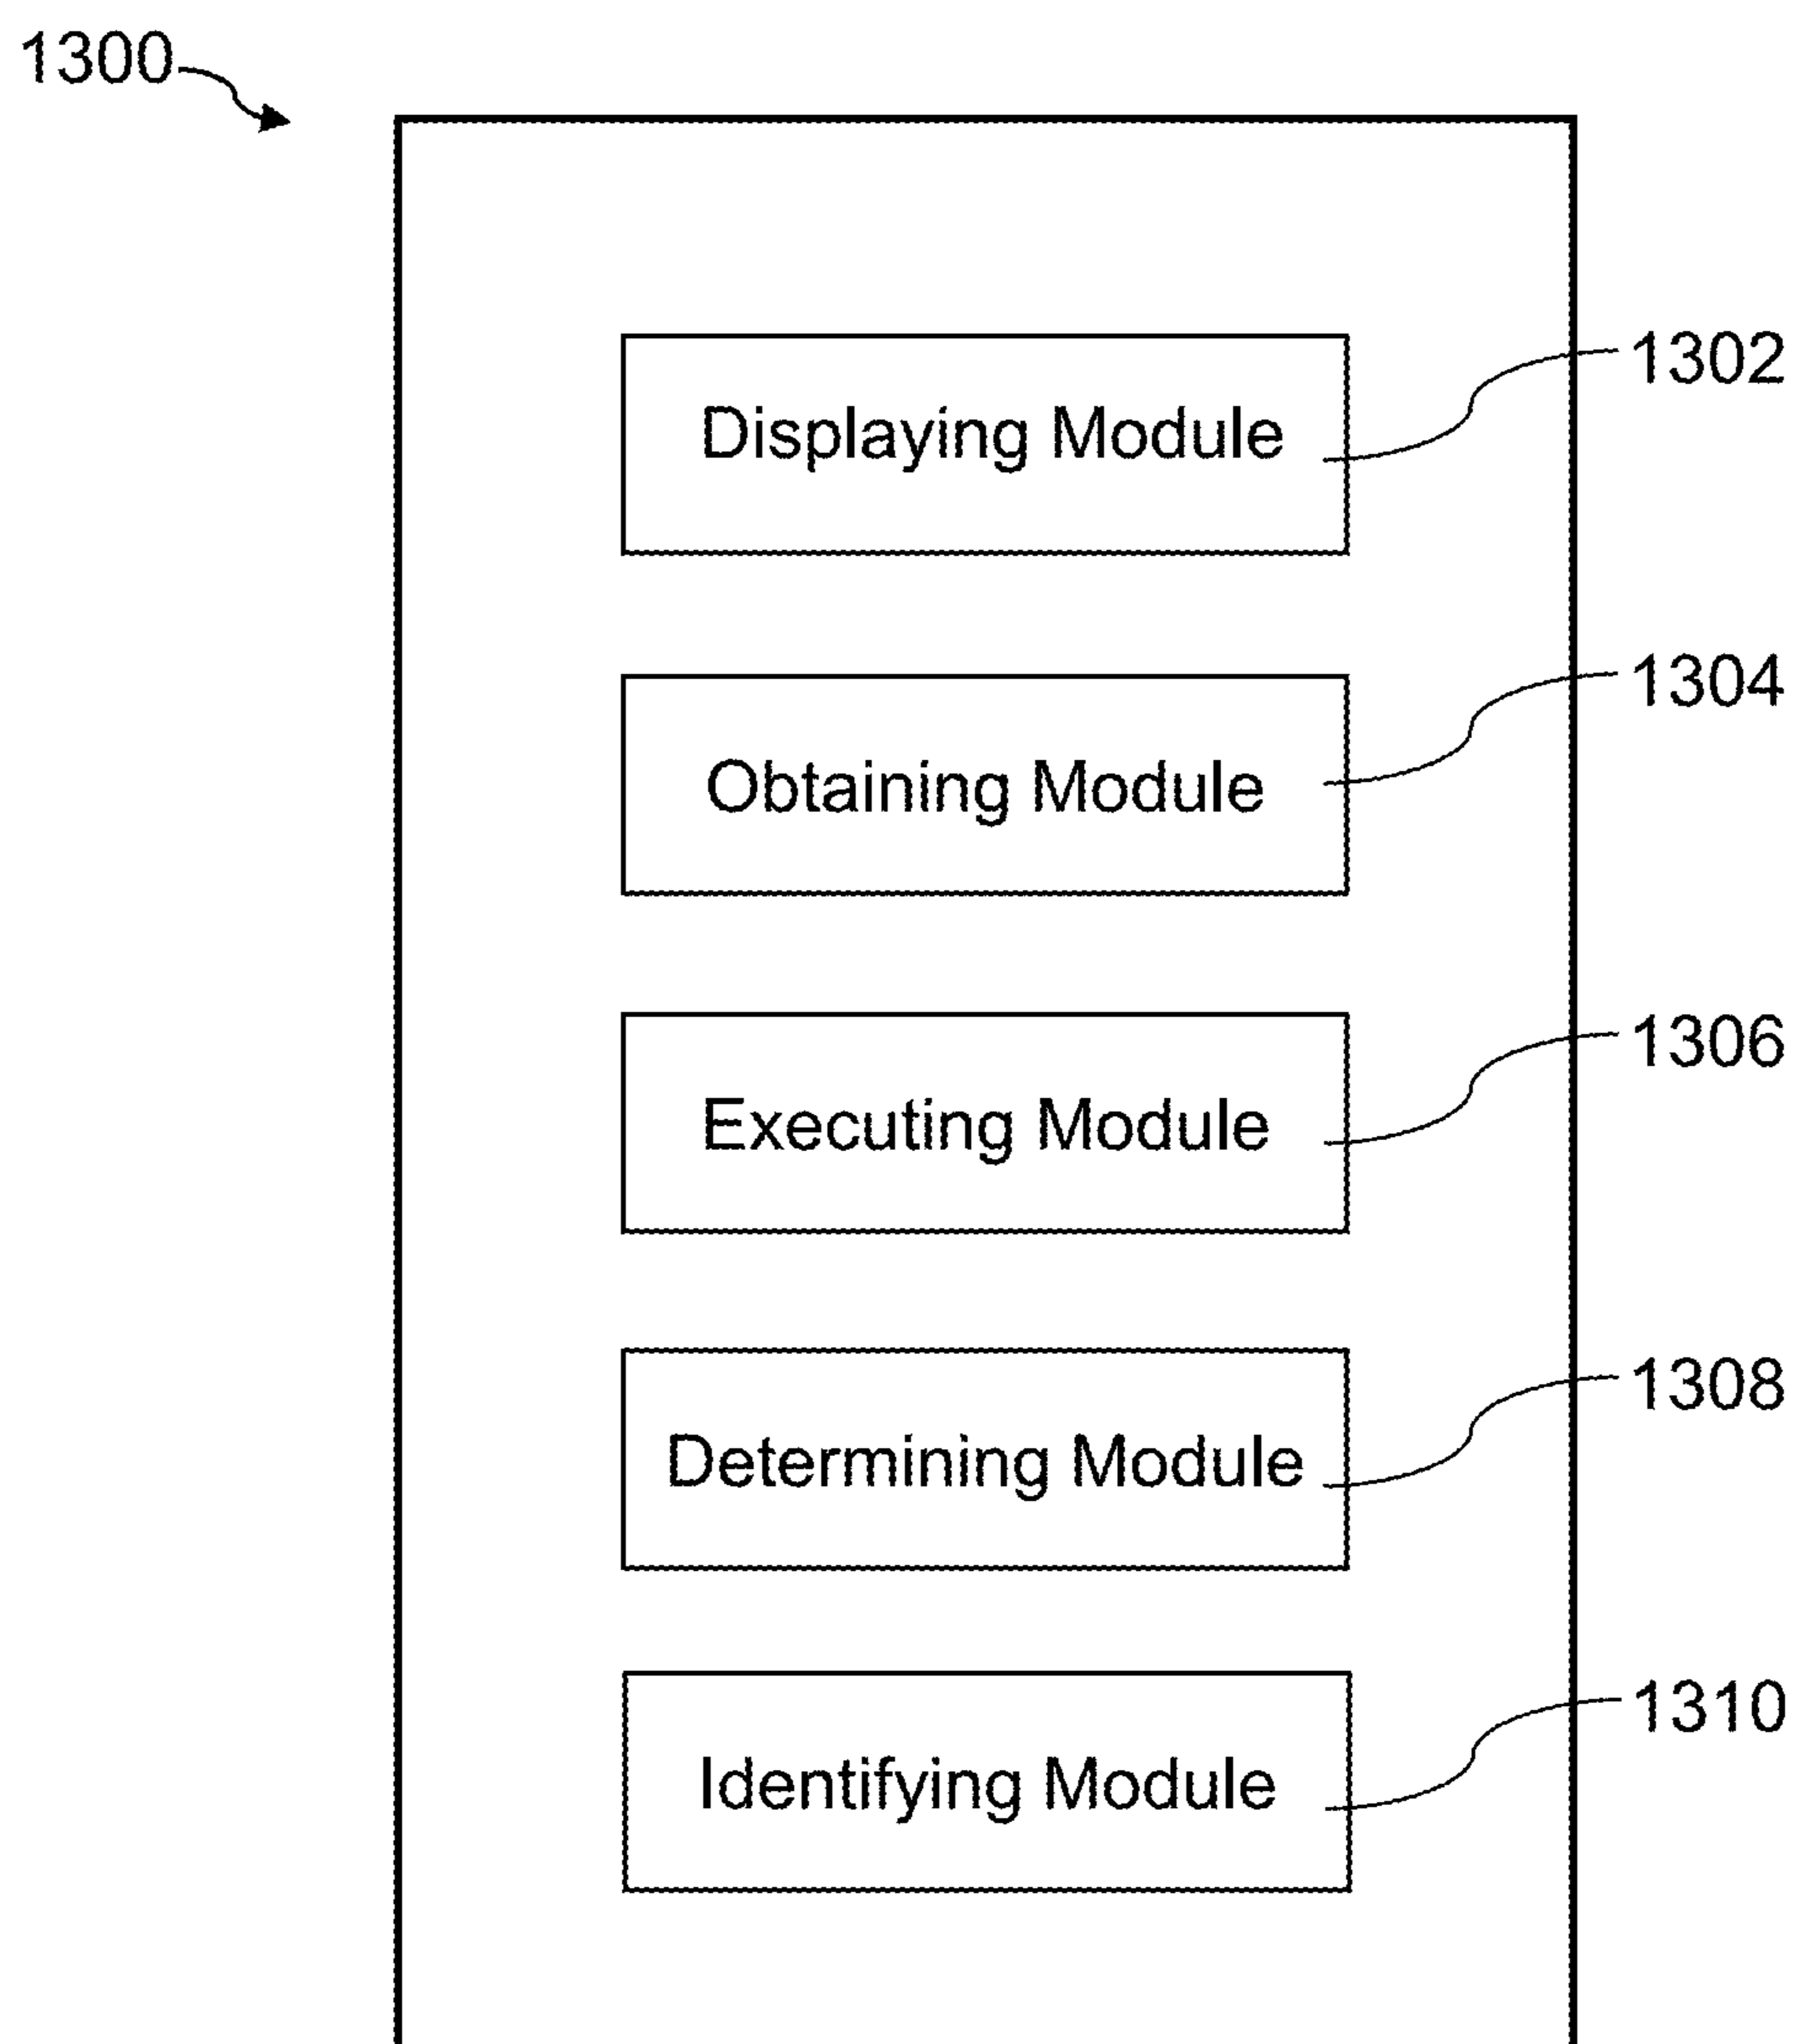 1300
1302
Displaying Module
1304
Obtaining Module
1306
Executing Module
1308
Determining Module
1310
Identifying Module